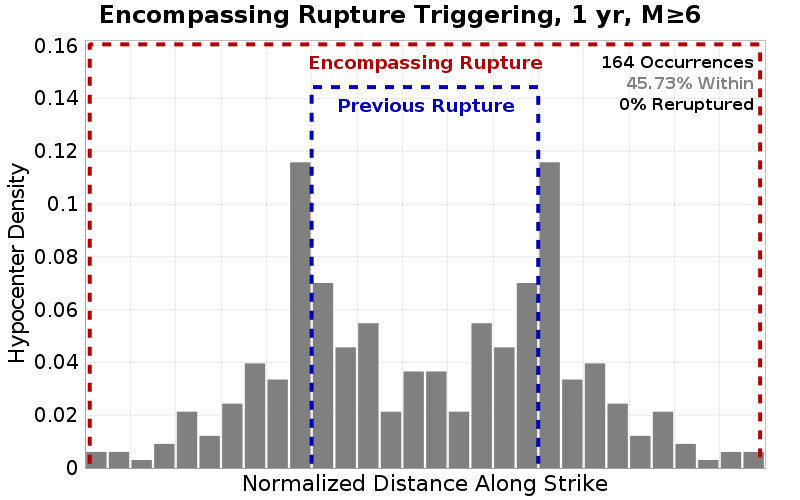 Encompassing Rupture Triggering, 1 yr, M≥6
0.16
Encompassing Rupture
164 Occurrences
45.73% Within
0.14
Previous Rupture
0% Reruptured
0.12
0.1
0.08
0.06
0.04
0.02
0
Hypocenter Density
Normalized Distance Along Strike